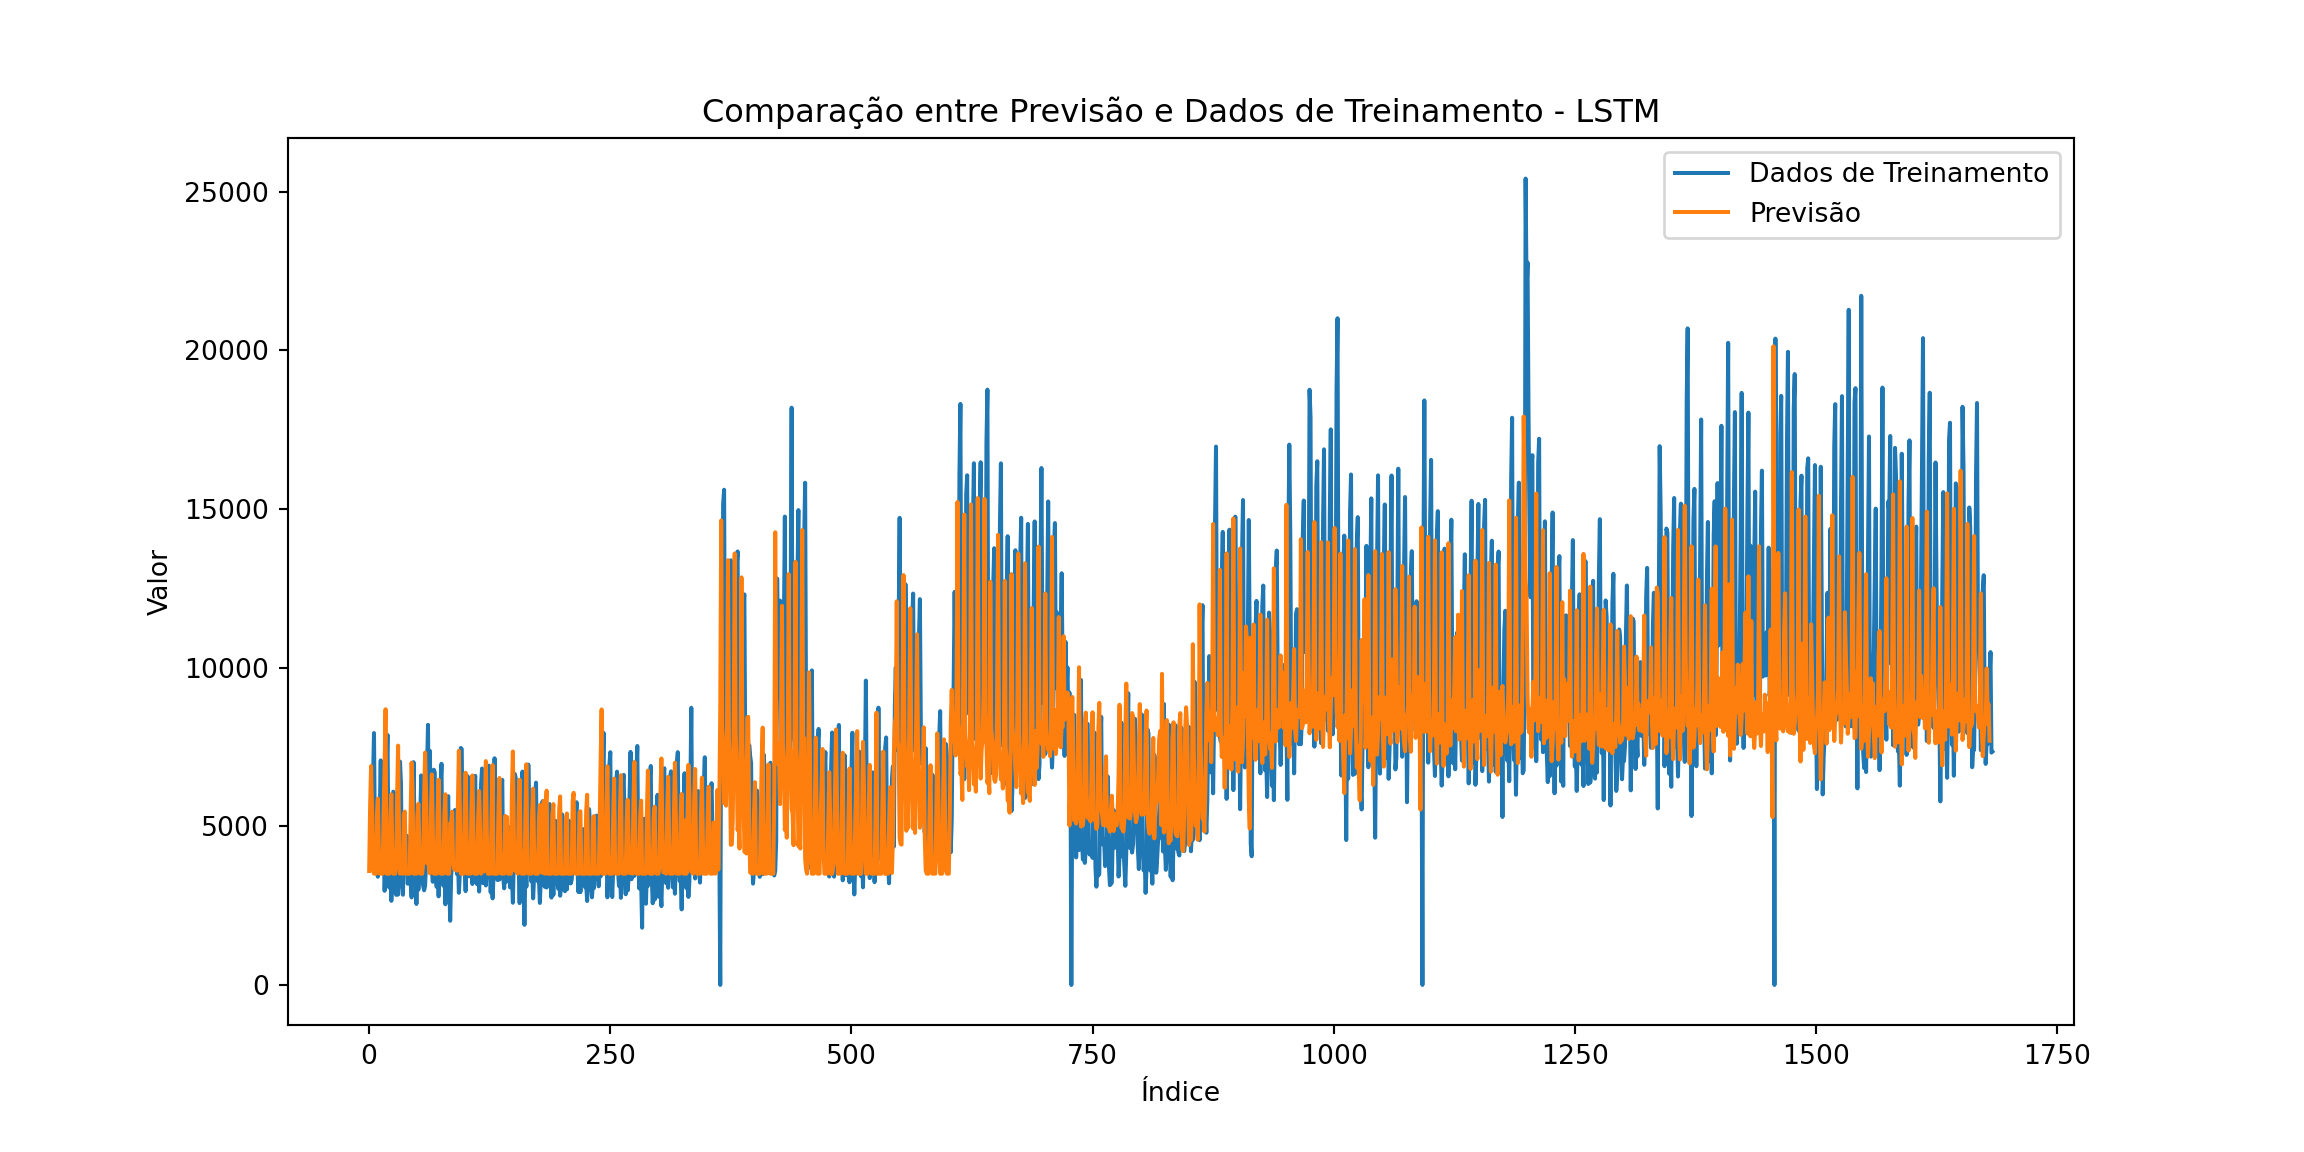 Comparação entre Previsão e Dados de Treinamento - LSTM
Dados de Treinamento
Previsão
25000
20000
15000
10000
5000
0
Valor
0 250 500 750 1000 1250 1500 1750
Índice